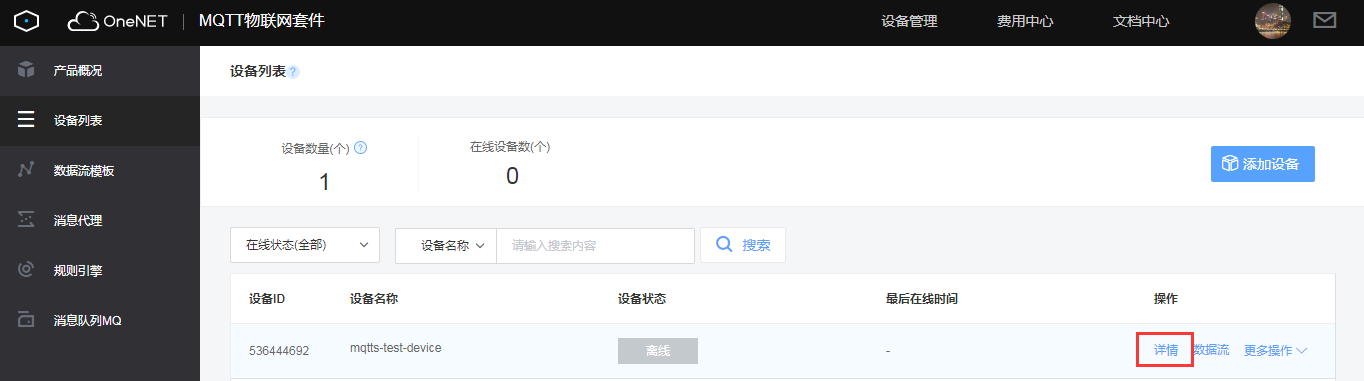 OneNET MQTT物联网套件 设备管理 费用中心 文档中心
产品概况
设备列表
数据流模板
消息代理
规则引擎
消息队列MQ
设备列表?
设备数量(个) ?
1
在线设备数(个)
0
添加设备
在线状态(全部) 设备名称 请输入搜索内容 搜索
设备ID 设备名称 设备状态 最后在线时间 操作
536444692 mqtts-test-device 离线 - 详情 数据流 更多操作